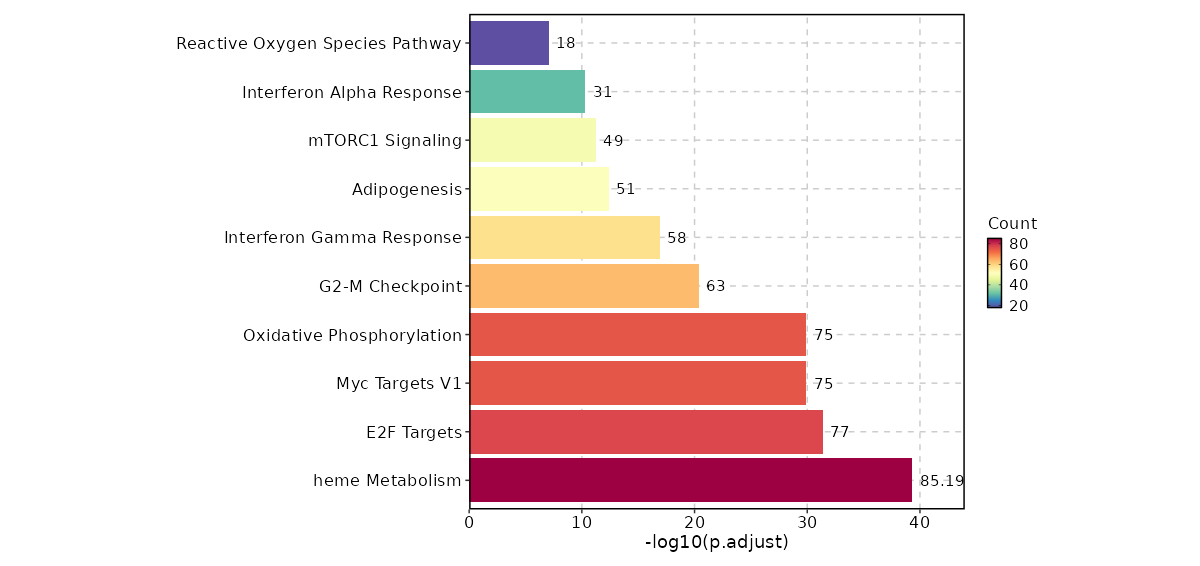 Reactive Oxygen Species Pathway 18
Interferon Alpha Response 31
mTORC1 Signaling 49
Adipogenesis 51
Interferon Gamma Response 58
G2-M Checkpoint 63
Oxidative Phosphorylation 75
Myc Targets V1 75
E2F Targets 77
heme Metabolism 85.19
0 10 20 30 40
-log10(p.adjust)
Count
80
60
40
20